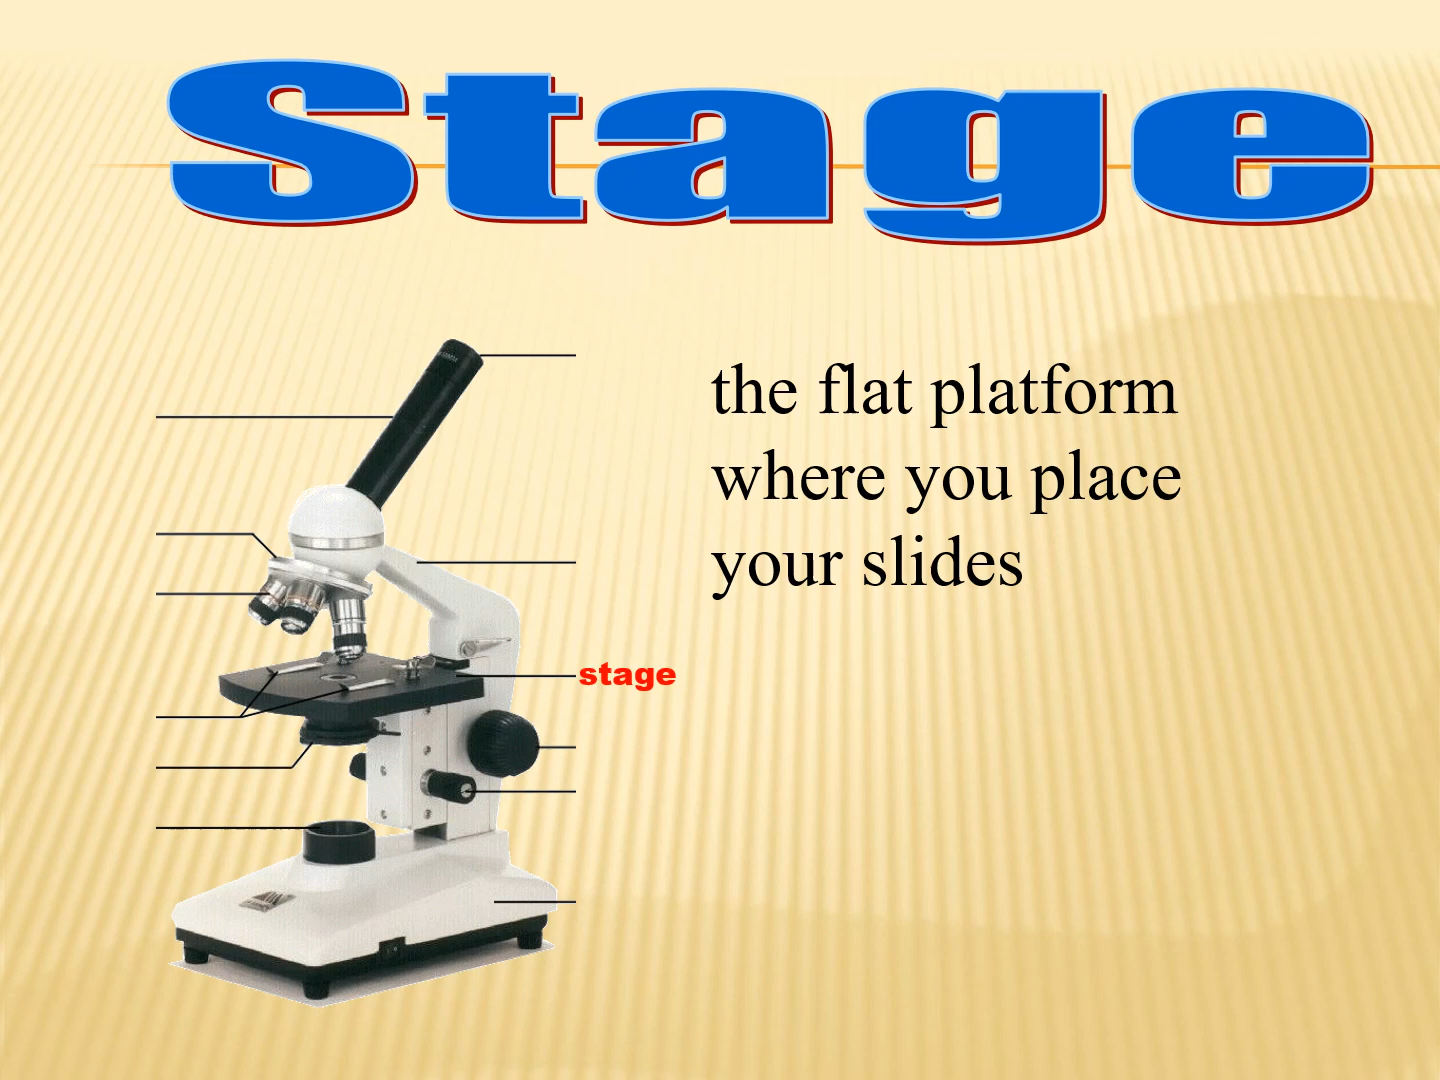 Stage
the flat platform
where you place
your slides
stage